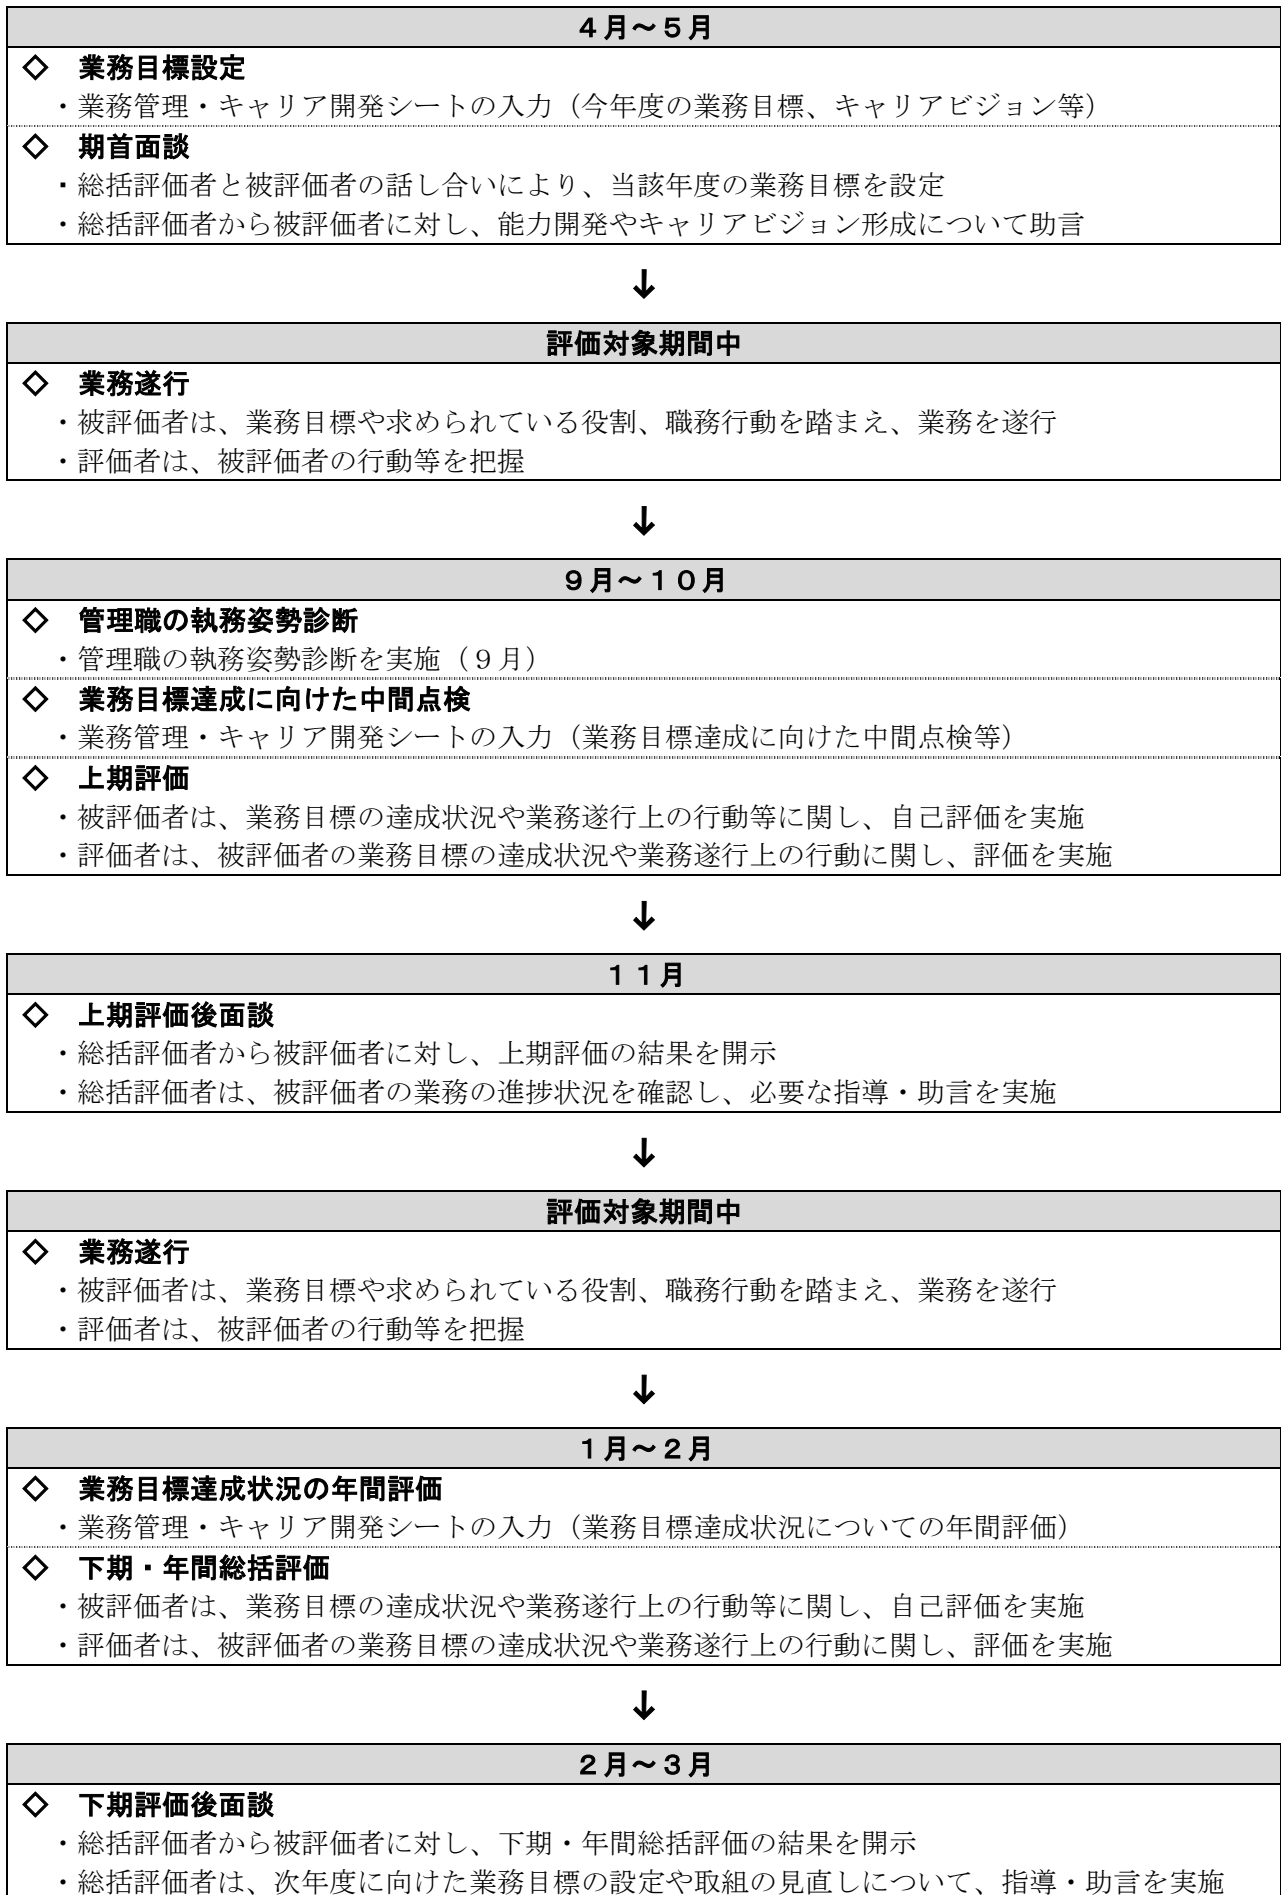 ４月～５月
◇　業務目標設定
・業務管理・キャリア開発シートの入力（今年度の業務目標、キャリアビジョン等）
◇　期首面談
・総括評価者と被評価者の話し合いにより、当該年度の業務目標を設定
・総括評価者から被評価者に対し、能力開発やキャリアビジョン形成について助言
↓
評価対象期間中
◇　業務遂行
・被評価者は、業務目標や求められている役割、職務行動を踏まえ、業務を遂行
・評価者は、被評価者の行動等を把握
↓
９月～１０月
◇　管理職の執務姿勢診断
・管理職の執務姿勢診断を実施（９月）
◇　業務目標達成に向けた中間点検
・業務管理・キャリア開発シートの入力（業務目標達成に向けた中間点検等）
◇　上期評価
・被評価者は、業務目標の達成状況や業務遂行上の行動等に関し、自己評価を実施
・評価者は、被評価者の業務目標の達成状況や業務遂行上の行動に関し、評価を実施
↓
１１月
◇　上期評価後面談
・総括評価者から被評価者に対し、上期評価の結果を開示
・総括評価者は、被評価者の業務の進捗状況を確認し、必要な指導・助言を実施
↓
評価対象期間中
◇　業務遂行
・被評価者は、業務目標や求められている役割、職務行動を踏まえ、業務を遂行
・評価者は、被評価者の行動等を把握
↓
１月～２月
◇　業務目標達成状況の年間評価
・業務管理・キャリア開発シートの入力（業務目標達成状況についての年間評価）
◇　下期・年間総括評価
・被評価者は、業務目標の達成状況や業務遂行上の行動等に関し、自己評価を実施
・評価者は、被評価者の業務目標の達成状況や業務遂行上の行動に関し、評価を実施
↓
２月～３月
◇　下期評価後面談
・総括評価者から被評価者に対し、下期・年間総括評価の結果を開示
・総括評価者は、次年度に向けた業務目標の設定や取組の見直しについて、指導・助言を実施